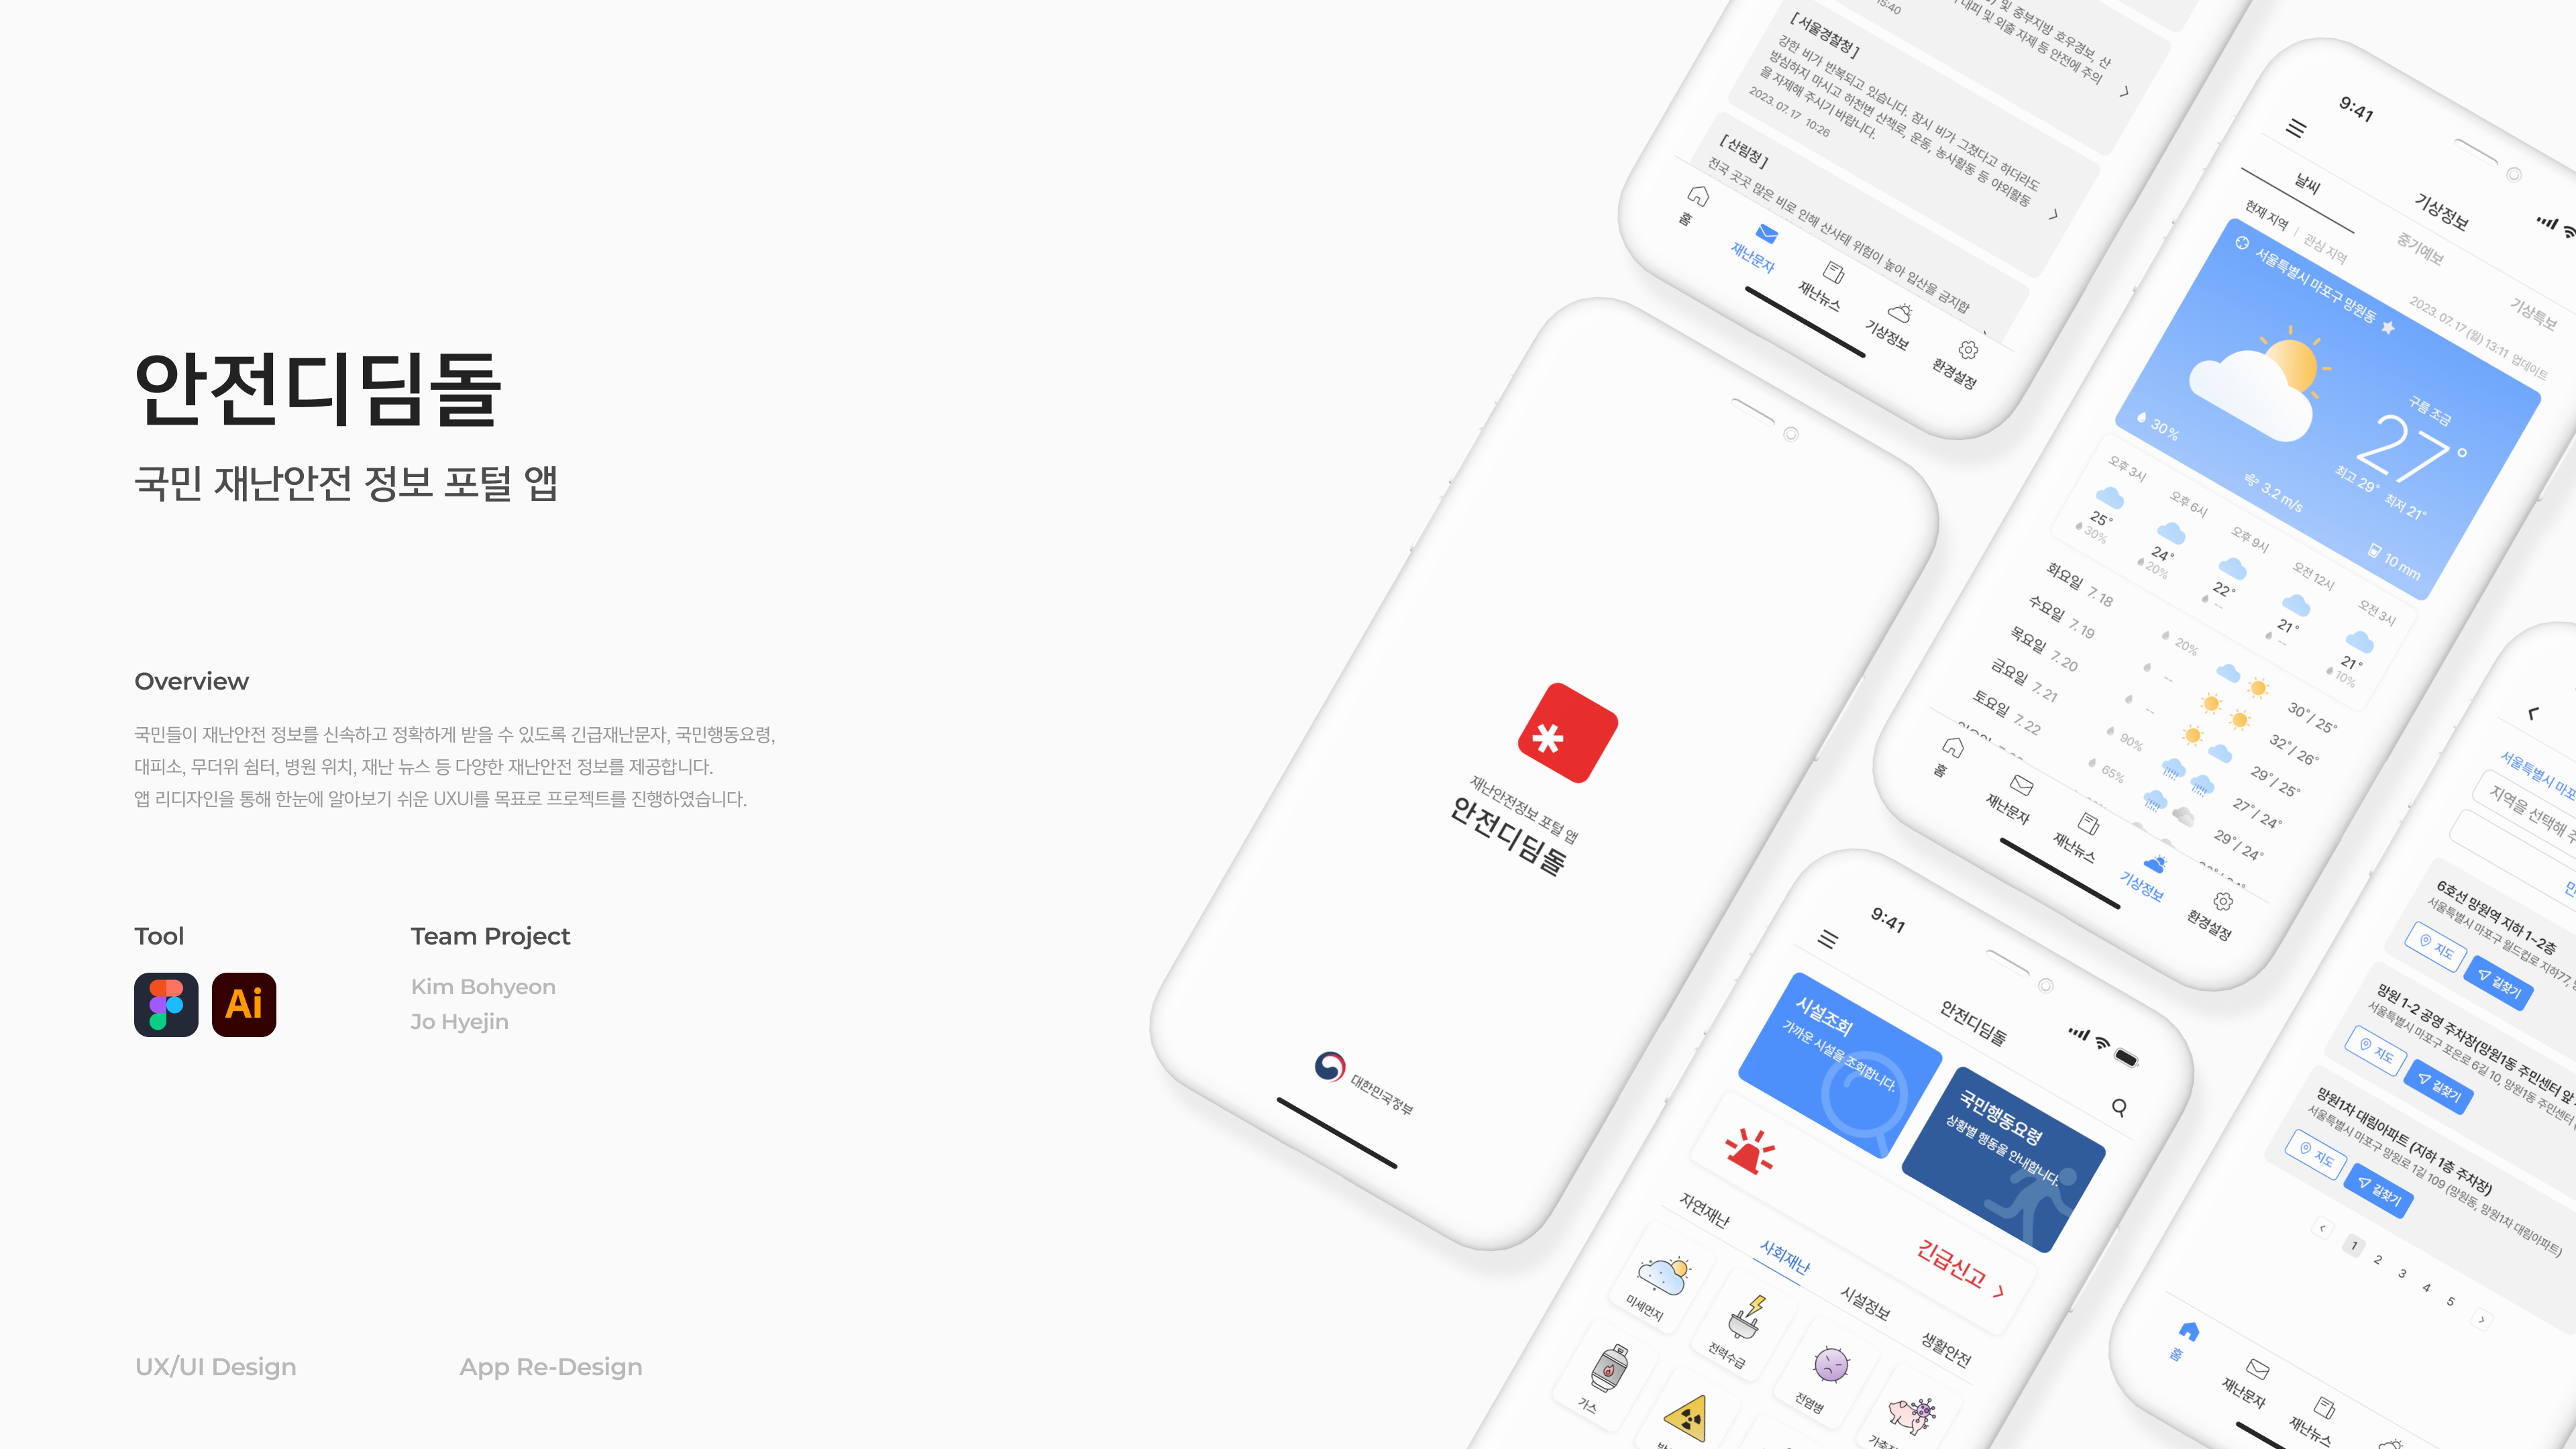 안전디딤돌
국민 재난안전 정보 포털 앱
Overview
국민들이 재난안전 정보를 신속하고 정확하게 받을 수 있도록 긴급재난문자, 국민행동요령,
대피소, 무더위 쉼터, 병원 위치, 재난 뉴스 등 다양한 재난안전 정보를 제공합니다.
앱 리디자인을 통해 한눈에 알아보기 쉬운 UXUI를 목표로 프로젝트를 진행하였습니다.
Tool
Ai
Team Project
Kim Bohyeon
Jo Hyejin
UX/UI Design
App Re-Design
및 중부지방 호우경보, 산
대피 및 외출 자제 등 안전에 주의
15:40
[ 서울경찰청 ]
강한 비가 반복되고 있습니다. 잠시 비가 그쳤다고 하더라도
방심하지 마시고 하천변 산책로, 운동, 농사활동 등 야외활동
을 자제해 주시기 바랍니다.
2023. 07. 17 10:26
[ 산림청 ]
전국 곳곳 많은 비로 인해 산사태 위험이 높아 입산을 금지합
홈
재난문자
재난뉴스
기상정보
환경설정
재난안전정보 포털 앱
안전디딤돌
대한민국정부
9:41
기상정보
날씨
중기예보
기상특보
현재 지역 | 관심 지역
2023. 07. 17 (월) 13:11 업데이트
서울특별시 마포구 망원동
구름 조금
27°
최고 29° 최저 21°
30%
3.2 m/s
10 mm
오후 3시
25°
30%
오후 6시
24°
20%
오후 9시
22°
--
오전 12시
21°
--
오전 3시
21°
10%
화요일 7. 18
20%
30°/ 25°
수요일 7. 19
--
32°/ 26°
목요일 7. 20
--
29°/ 25°
금요일 7. 21
90%
27°/ 24°
토요일 7. 22
65%
29°/ 24°
홈
재난문자
재난뉴스
기상정보
환경설정
9:41
안전디딤돌
시설조회
가까운 시설을 조회합니다.
국민행동요령
상황별 행동을 안내합니다.
긴급신고
자연재난
사회재난
시설정보
생활안전
미세먼지
전력수급
전염병
가스
서울특별시 마포
지역을 선택해 주
6호선 망원역 지하 1~2층
서울특별시 마포구 월드컵로 지하77,
지도
길찾기
망원 1-2 공영 주차장(망원1동 주민센터 앞
서울특별시 마포구 포은로 6길 10, 망원1동 주민센터
지도
길찾기
망원1차 대림아파트 (지하 1층 주차장)
서울특별시 마포구 망원로 1길 109 (망원동, 망원1차 대림아파트)
지도
길찾기
1 2 3 4 5
홈
재난문자
재난뉴스